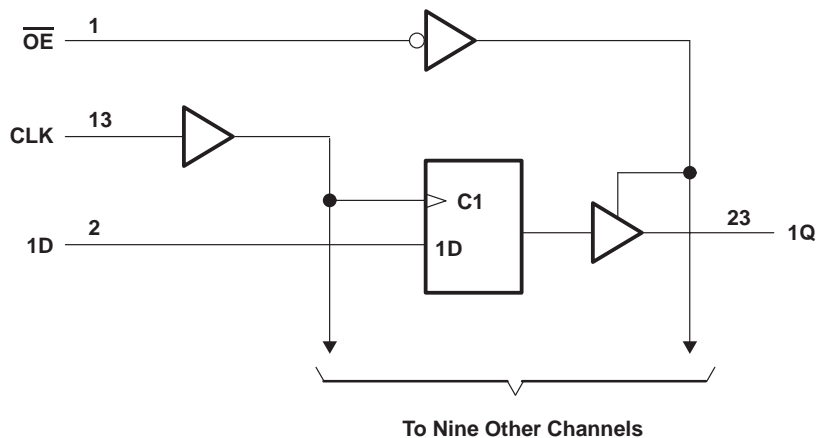 OE 1
CLK 13
C1
1D 2
1D
23 1Q
To Nine Other Channels